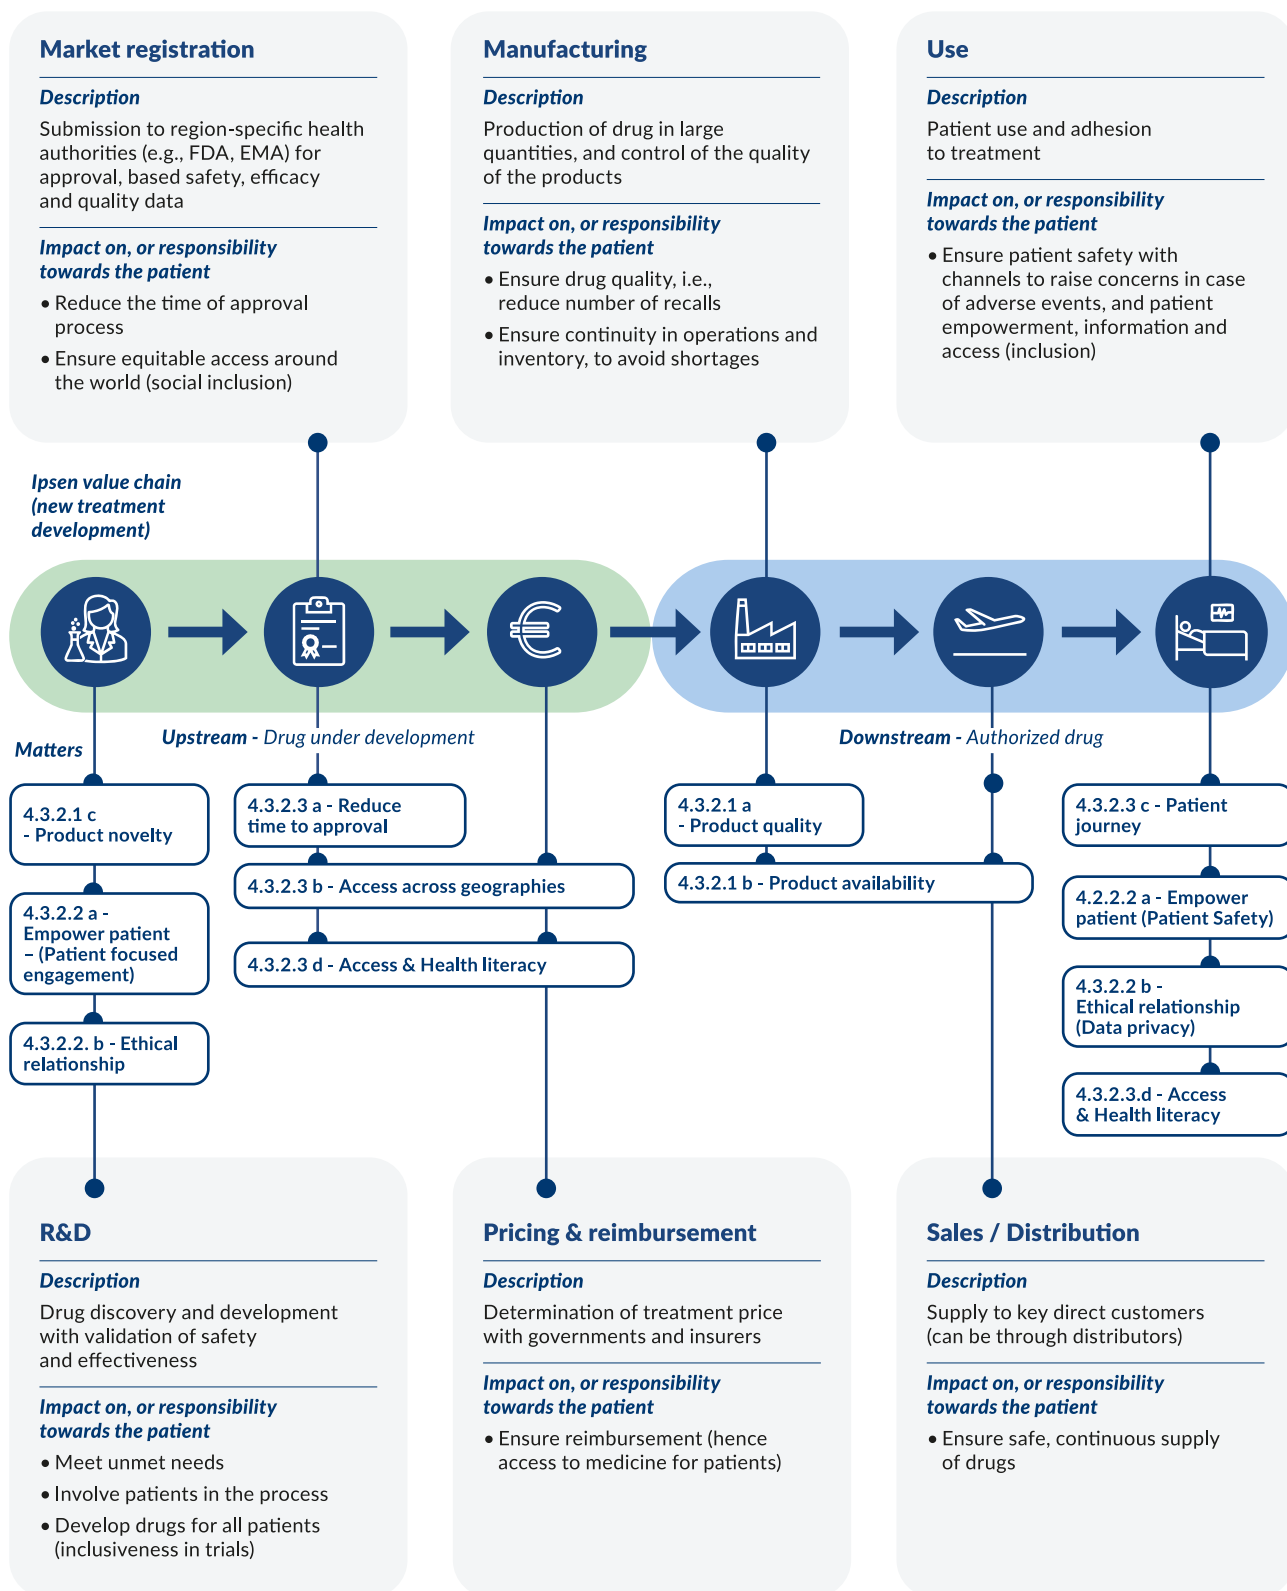 Market registration
Description
Submission to region-specific health
authorities (e.g., FDA, EMA) for
approval, based safety, efficacy
and quality data
Impact on, or responsibility
towards the patient
• Reduce the time of approval
process
• Ensure equitable access around
the world (social inclusion)
Manufacturing
Description
Production of drug in large
quantities, and control of the quality
of the products
Impact on, or responsibility
towards the patient
• Ensure drug quality, i.e.,
reduce number of recalls
• Ensure continuity in operations and
inventory, to avoid shortages
Use
Description
Patient use and adhesion
to treatment
Impact on, or responsibility
towards the patient
• Ensure patient safety with
channels to raise concerns in case
of adverse events, and patient
empowerment, information and
access (inclusion)
Ipsen value chain
(new treatment
development)
€
Matters
Upstream - Drug under development
Downstream - Authorized drug
4.3.2.1 c
- Product novelty
4.3.2.2 a -
Empower patient
– (Patient focused
engagement)
4.3.2.2. b - Ethical
relationship
4.3.2.3 a - Reduce
time to approval
4.3.2.3 b - Access across geographies
4.3.2.3 d - Access & Health literacy
4.3.2.1 a
- Product quality
4.3.2.1 b - Product availability
4.3.2.3 c - Patient
journey
4.2.2.2 a - Empower
patient (Patient Safety)
4.3.2.2 b -
Ethical relationship
(Data privacy)
4.3.2.3.d - Access
& Health literacy
R&D
Description
Drug discovery and development
with validation of safety
and effectiveness
Impact on, or responsibility
towards the patient
• Meet unmet needs
• Involve patients in the process
• Develop drugs for all patients
(inclusiveness in trials)
Pricing & reimbursement
Description
Determination of treatment price
with governments and insurers
Impact on, or responsibility
towards the patient
• Ensure reimbursement (hence
access to medicine for patients)
Sales / Distribution
Description
Supply to key direct customers
(can be through distributors)
Impact on, or responsibility
towards the patient
• Ensure safe, continuous supply
of drugs